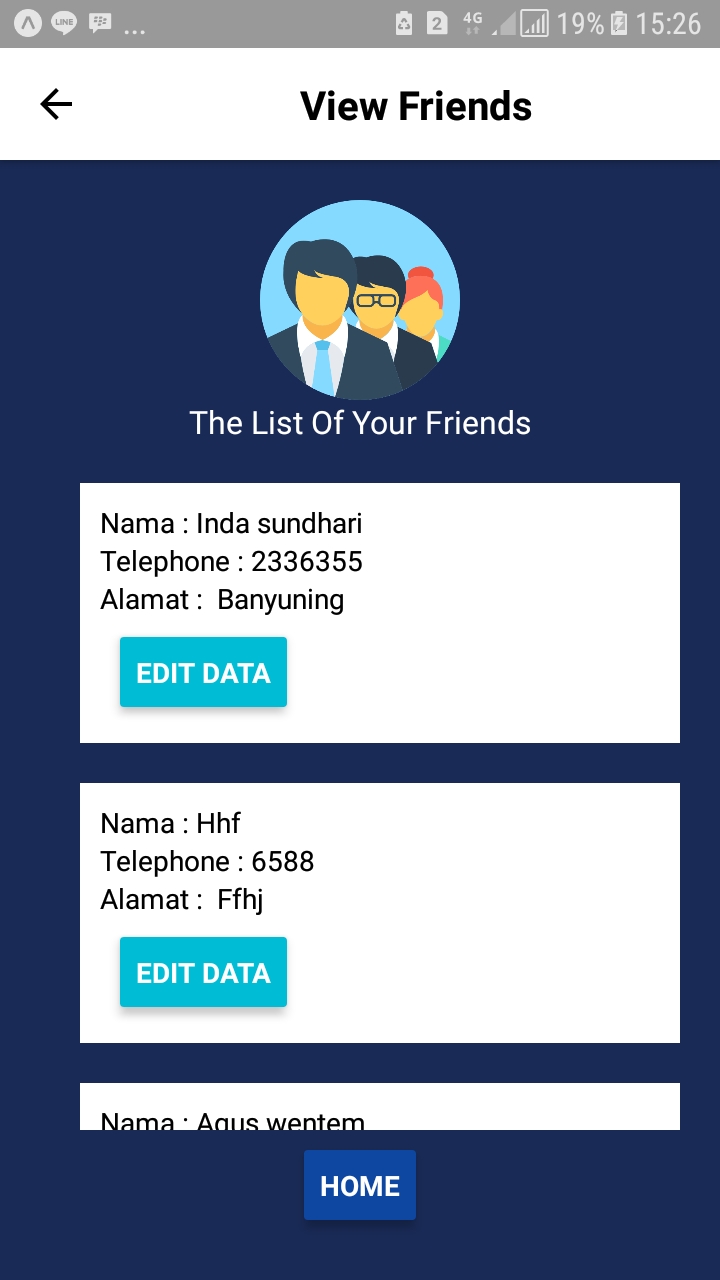 LINE
...
2
4G
19%
15:26
View Friends
The List Of Your Friends
Nama : Inda sundhari
Telephone : 2336355
Alamat :  Banyuning
EDIT DATA
Nama : Hhf
Telephone : 6588
Alamat :  Ffhj
EDIT DATA
Nama : Agus wentem
HOME